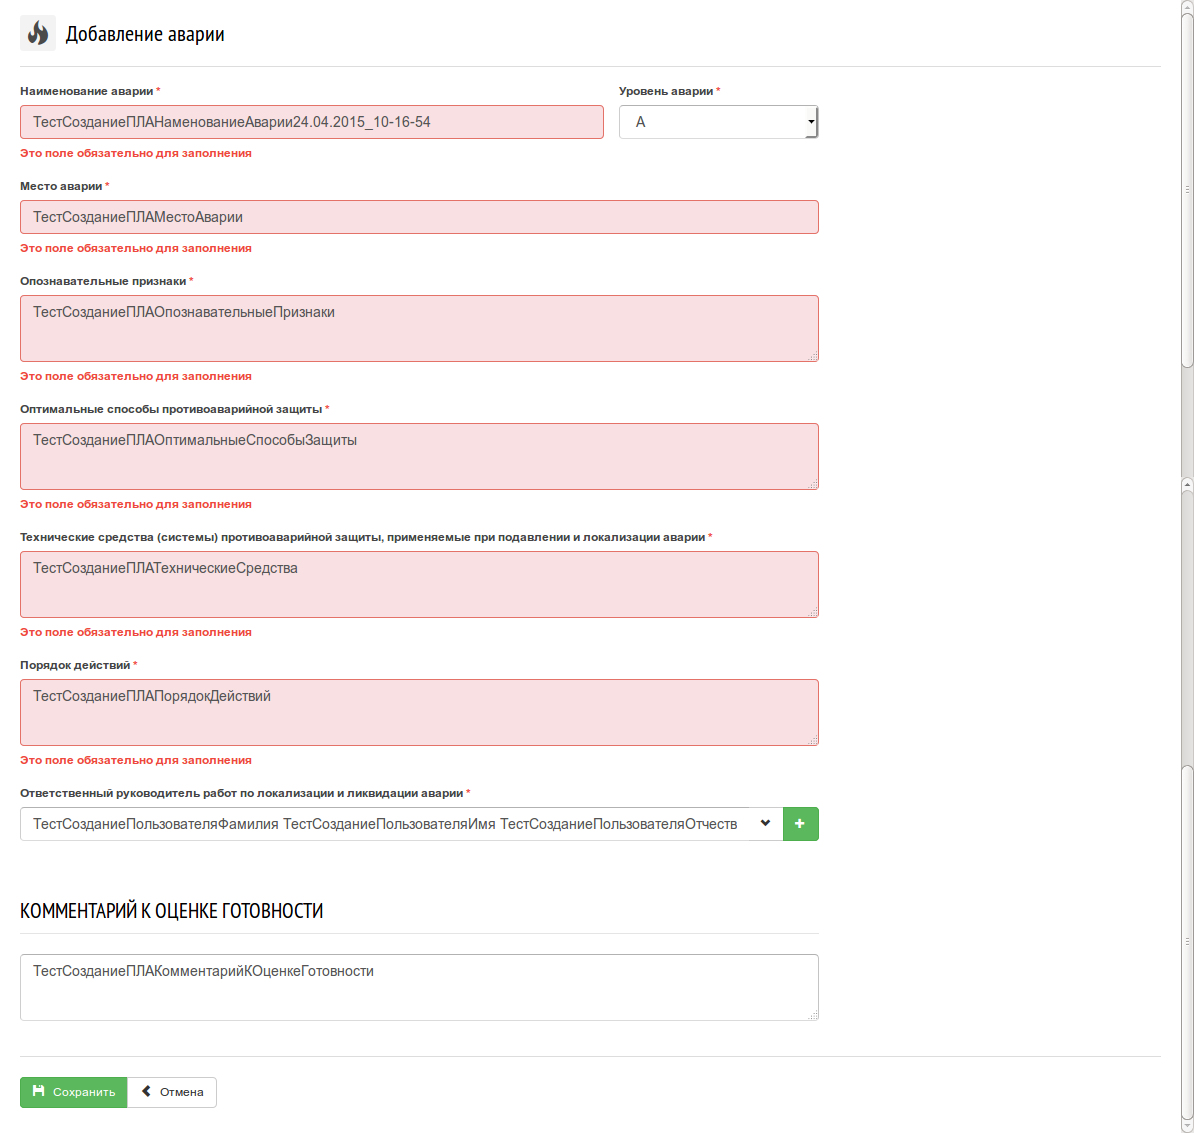 Добавление аварии
Наименование аварии *
Уровень аварии *
ТестСозданиеПЛАНаменованиеАварии24.04.2015_10-16-54
А
Это поле обязательно для заполнения
Место аварии *
ТестСозданиеПЛАМестоАварии
Это поле обязательно для заполнения
Опознавательные признаки *
ТестСозданиеПЛАОпознавательныеПризнаки
Это поле обязательно для заполнения
Оптимальные способы противоаварийной защиты *
ТестСозданиеПЛАОптимальныеСпособыЗащиты
Это поле обязательно для заполнения
Технические средства (системы) противоаварийной защиты, применяемые при подавлении и локализации аварии *
ТестСозданиеПЛАТехническиеСредства
Это поле обязательно для заполнения
Порядок действий *
ТестСозданиеПЛАПорядокДействий
Это поле обязательно для заполнения
Ответственный руководитель работ по локализации и ликвидации аварии *
ТестСозданиеПользователяФамилия ТестСозданиеПользователяИмя ТестСозданиеПользователяОтчеств
КОММЕНТАРИЙ К ОЦЕНКЕ ГОТОВНОСТИ
ТестСозданиеПЛАКомментарийКОценкеГотовности
Сохранить
Отмена